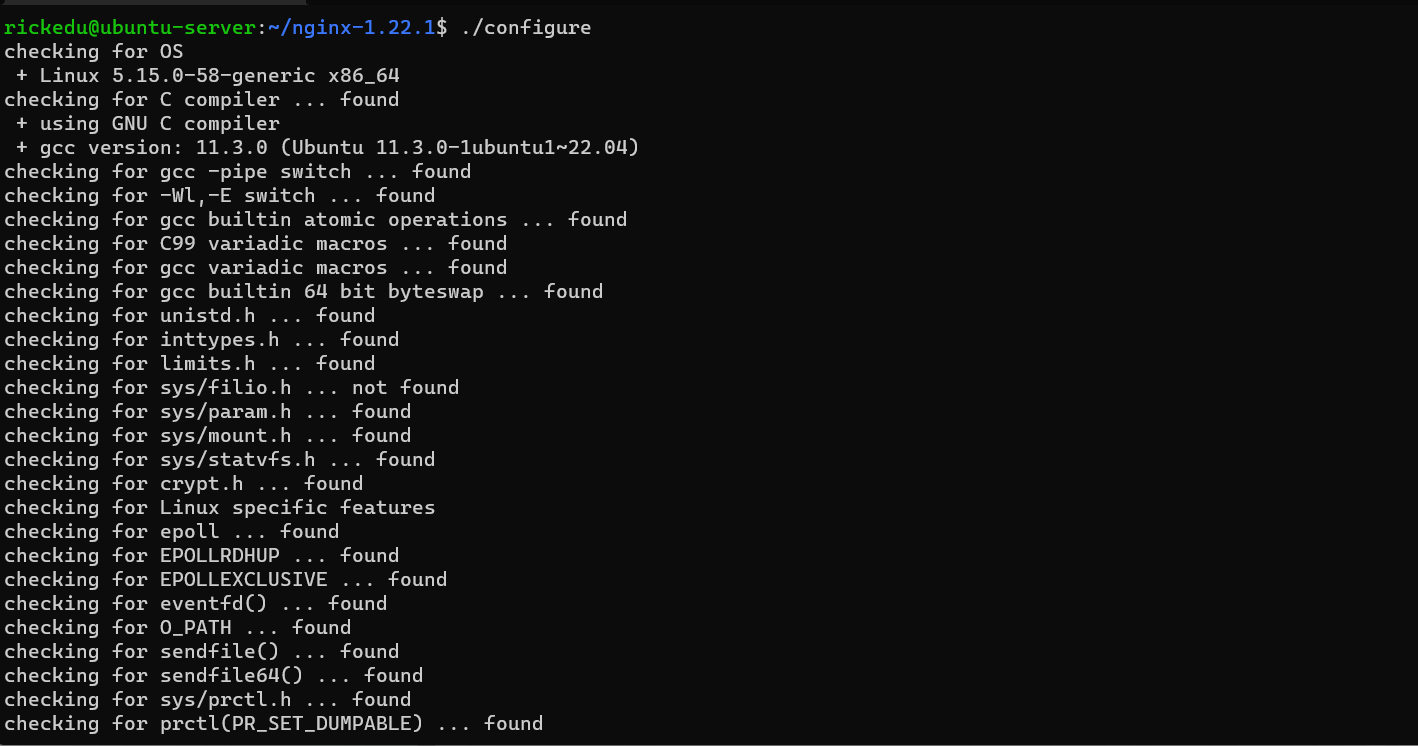 rickedu@ubuntu-server:~/nginx-1.22.1$ ./configure
checking for OS
 + Linux 5.15.0-58-generic x86_64
checking for C compiler ... found
 + using GNU C compiler
 + gcc version: 11.3.0 (Ubuntu 11.3.0-1ubuntu1~22.04)
checking for gcc -pipe switch ... found
checking for -Wl,-E switch ... found
checking for gcc builtin atomic operations ... found
checking for C99 variadic macros ... found
checking for gcc variadic macros ... found
checking for gcc builtin 64 bit byteswap ... found
checking for unistd.h ... found
checking for inttypes.h ... found
checking for limits.h ... found
checking for sys/filio.h ... not found
checking for sys/param.h ... found
checking for sys/mount.h ... found
checking for sys/statvfs.h ... found
checking for crypt.h ... found
checking for Linux specific features
checking for epoll ... found
checking for EPOLLRDHUP ... found
checking for EPOLLEXCLUSIVE ... found
checking for eventfd() ... found
checking for O_PATH ... found
checking for sendfile() ... found
checking for sendfile64() ... found
checking for sys/prctl.h ... found
checking for prctl(PR_SET_DUMPABLE) ... found